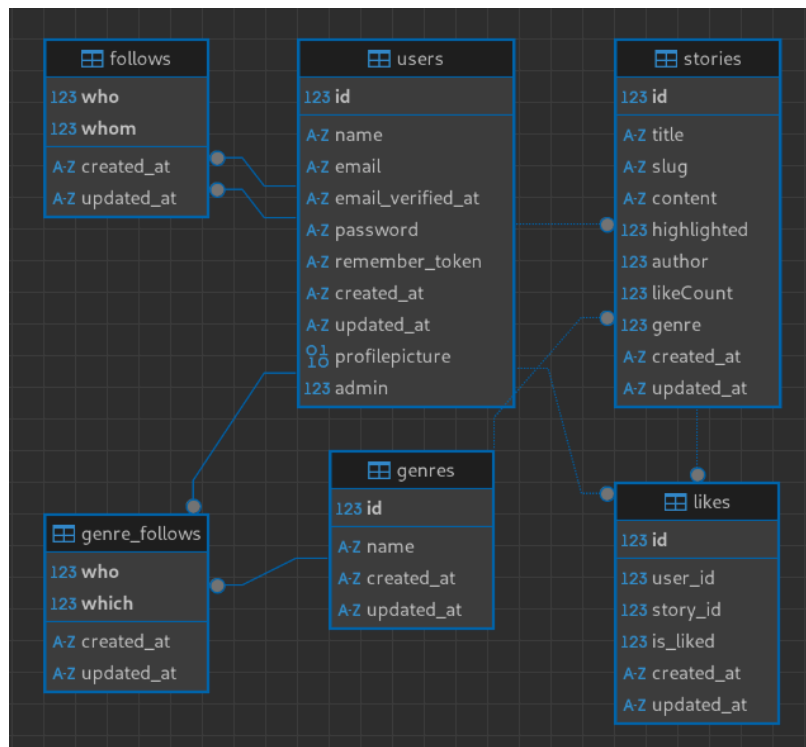 follows
123 who
123 whom
A-Z created_at
A-Z updated_at
users
123 id
A-Z name
A-Z email
A-Z email_verified_at
A-Z password
A-Z remember_token
A-Z created_at
A-Z updated_at
01 10 profilepicture
123 admin
stories
123 id
A-Z title
A-Z slug
A-Z content
123 highlighted
123 author
123 likeCount
123 genre
A-Z created_at
A-Z updated_at
genre_follows
123 who
123 which
A-Z created_at
A-Z updated_at
genres
123 id
A-Z name
A-Z created_at
A-Z updated_at
likes
123 id
123 user_id
123 story_id
123 is_liked
A-Z created_at
A-Z updated_at